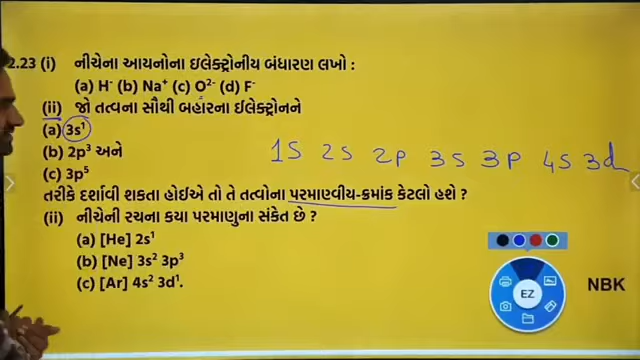 2.23 (i) નીચેના આયનોના ઇલેક્ટ્રોનીય બંધારણ લખો :
(a) H⁻ (b) Na⁺ (c) O²⁻ (d) F⁻
(ii) જો તત્વના સૌથી બહારના ઈલેક્ટ્રોનને
(a) 3s¹
(b) 2p³ અને
(c) 3p⁵
1S 2S 2p 3S 3p 4S 3d
તરીકે દર્શાવી શકતા હોઈએ તો તે તત્વોના પરમાણ્વીય-ક્રમાંક કેટલો હશે ?
(ii) નીચેની રચના કયા પરમાણુના સંકેત છે ?
(a) [He] 2s¹
(b) [Ne] 3s² 3p³
(c) [Ar] 4s² 3d¹.
EZ
NBK